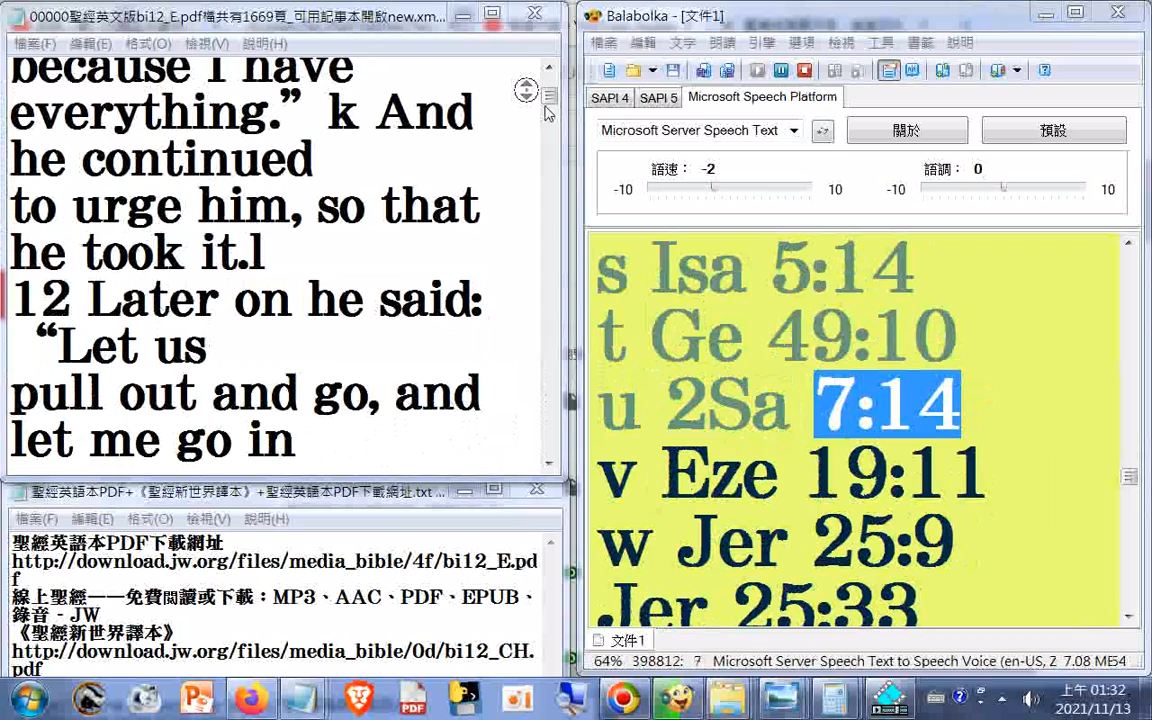 00000聖經英文版bi12_E.pdf檔共有1669頁_可用記事本開啟new.xm...
檔案(F) 編輯(E) 格式(O) 檢視(V) 說明(H)
because I have
everything.” k And
he continued
to urge him, so that
he took it.l
12 Later on he said:
“Let us
pull out and go, and
let me go in
聖經英語本PDF+《聖經新世界譯本》+聖經英語本PDF下載網址.txt ...
檔案(F) 編輯(E) 格式(O) 檢視(V) 說明(H)
聖經英語本PDF下載網址
http://download.jw.org/files/media_bible/4f/bi12_E.pd
f
線上聖經——免費閱讀或下載：MP3、AAC、PDF、EPUB、
錄音 - JW
《聖經新世界譯本》
http://download.jw.org/files/media_bible/0d/bi12_CH.
pdf
Balabolka - [文件1]
檔案 編輯 文字 朗讀 引擎 選項 檢視 工具 書籤 說明
SAPI 4 SAPI 5 Microsoft Speech Platform
Microsoft Server Speech Text 關於 預設
語速： -2 語調： 0
-10 10 -10 10
s Isa 5:14
t Ge 49:10
u 2Sa 7:14
v Eze 19:11
w Jer 25:9
Jer 25:33
文件1
64% 398812: 7 Microsoft Server Speech Text to Speech Voice (en-US, Z 7.08 ME54
PDF
上午 01:32
2021/11/13